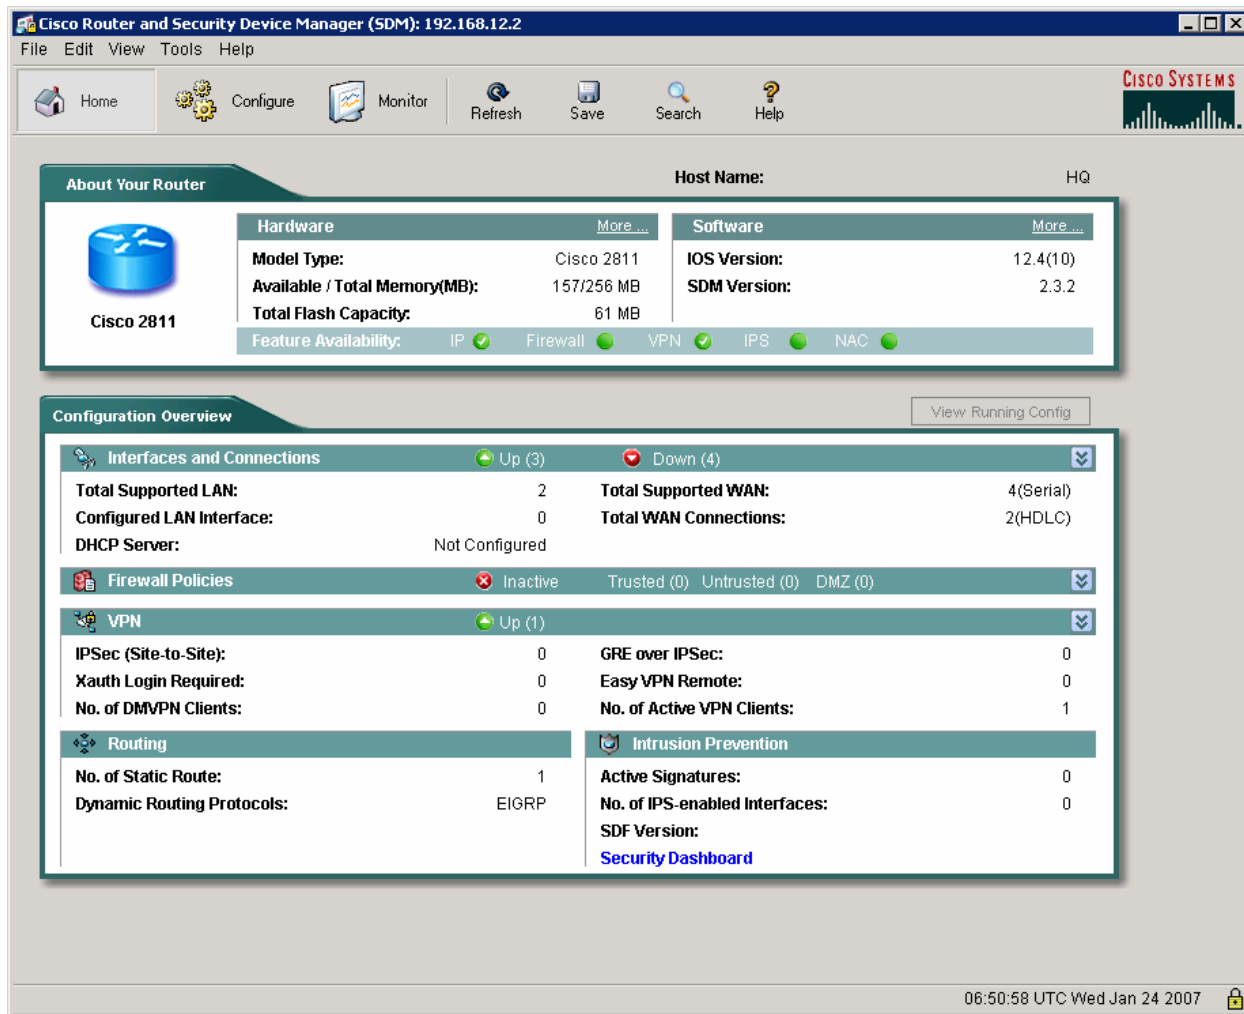 Cisco Router and Security Device Manager (SDM): 192.168.12.2
File Edit View Tools Help
Home Configure Monitor Refresh Save Search Help
CISCO SYSTEMS
About Your Router
Host Name: HQ
Hardware More ...
Software More ...
Model Type: Cisco 2811
IOS Version: 12.4(10)
Available / Total Memory(MB): 157/256 MB
SDM Version: 2.3.2
Total Flash Capacity: 61 MB
Cisco 2811
Feature Availability: IP Firewall VPN IPS NAC
Configuration Overview
View Running Config
Interfaces and Connections Up (3) Down (4)
Total Supported LAN: 2
Total Supported WAN: 4(Serial)
Configured LAN Interface: 0
Total WAN Connections: 2(HDLC)
DHCP Server: Not Configured
Firewall Policies Inactive Trusted (0) Untrusted (0) DMZ (0)
VPN Up (1)
IPSec (Site-to-Site): 0
GRE over IPSec: 0
Xauth Login Required: 0
Easy VPN Remote: 0
No. of DMVPN Clients: 0
No. of Active VPN Clients: 1
Routing
No. of Static Route: 1
Dynamic Routing Protocols: EIGRP
Intrusion Prevention
Active Signatures: 0
No. of IPS-enabled Interfaces: 0
SDF Version:
Security Dashboard
06:50:58 UTC Wed Jan 24 2007